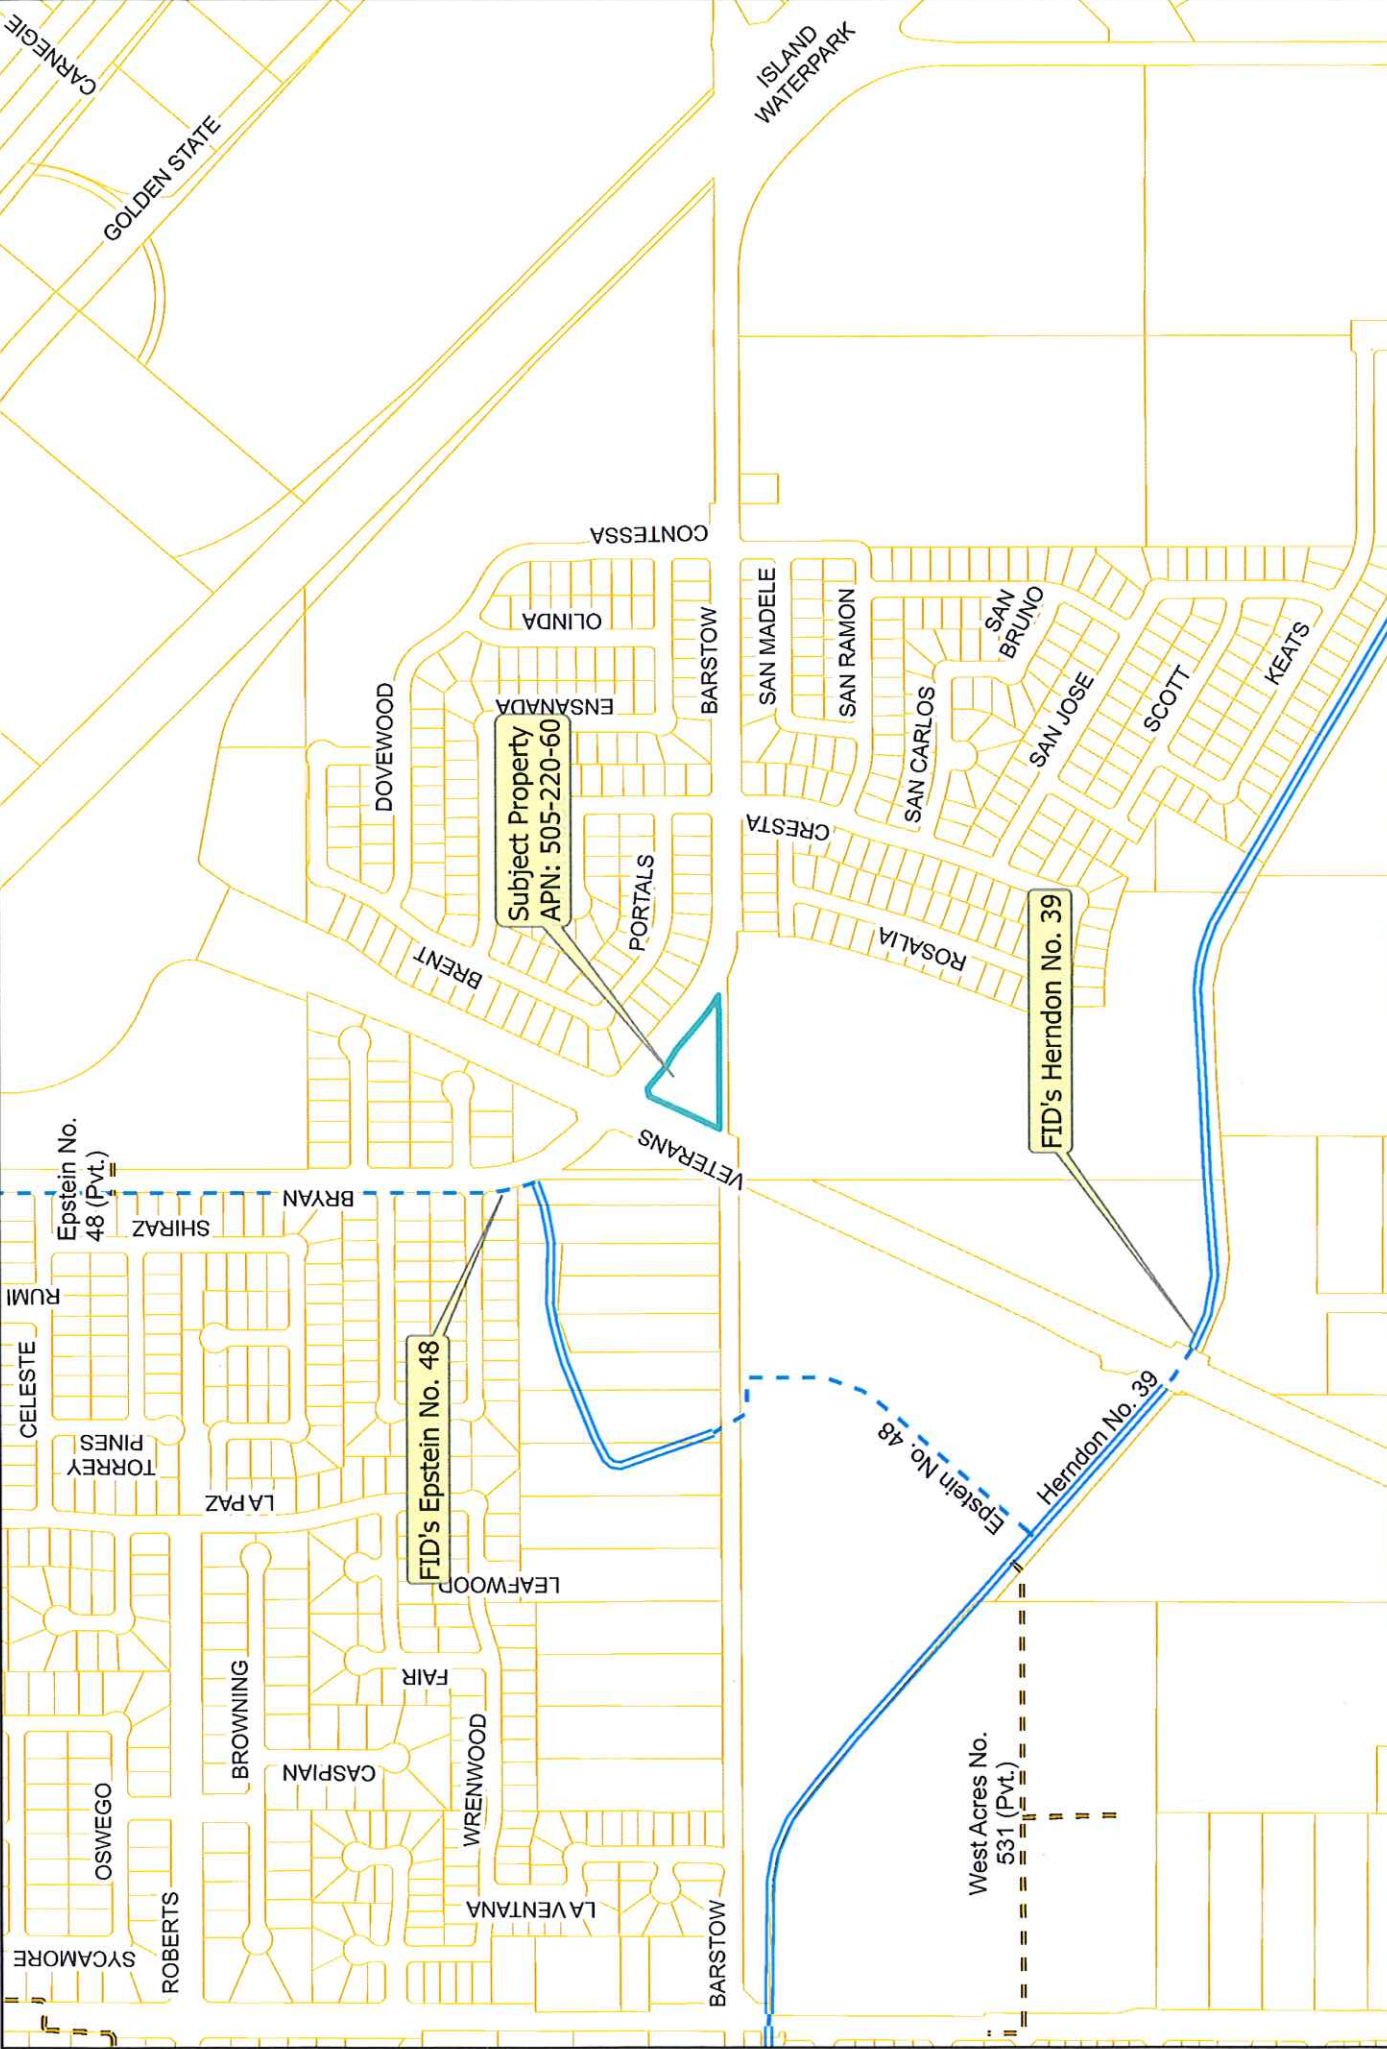 CARNEGIE
GOLDEN STATE
ISLAND
WATERPARK
CONTESSA
OLINDA
ENSANADA
DOVEWOOD
BARSTOW
SAN MADELE
SAN RAMON
SAN
BRUNO
SAN CARLOS
SAN JOSE
SCOTT
KEATS
Subject Property
APN: 505-220-60
CRESTA
PORTALS
BRENT
ROSALIA
FID's Herndon No. 39
VETERANS
Epstein No.
48 (Pvt.)
BRYAN
SHIRAZ
RUMI
CELESTE
TORREY
PINES
LA PAZ
FID's Epstein No. 48
LEAFWOOD
Epstein No. 48
Herndon No. 39
FAIR
BROWNING
CASPIAN
WRENWOOD
OSWEGO
ROBERTS
SYCAMORE
LA VENTANA
BARSTOW
West Acres No.
531 (Pvt.)